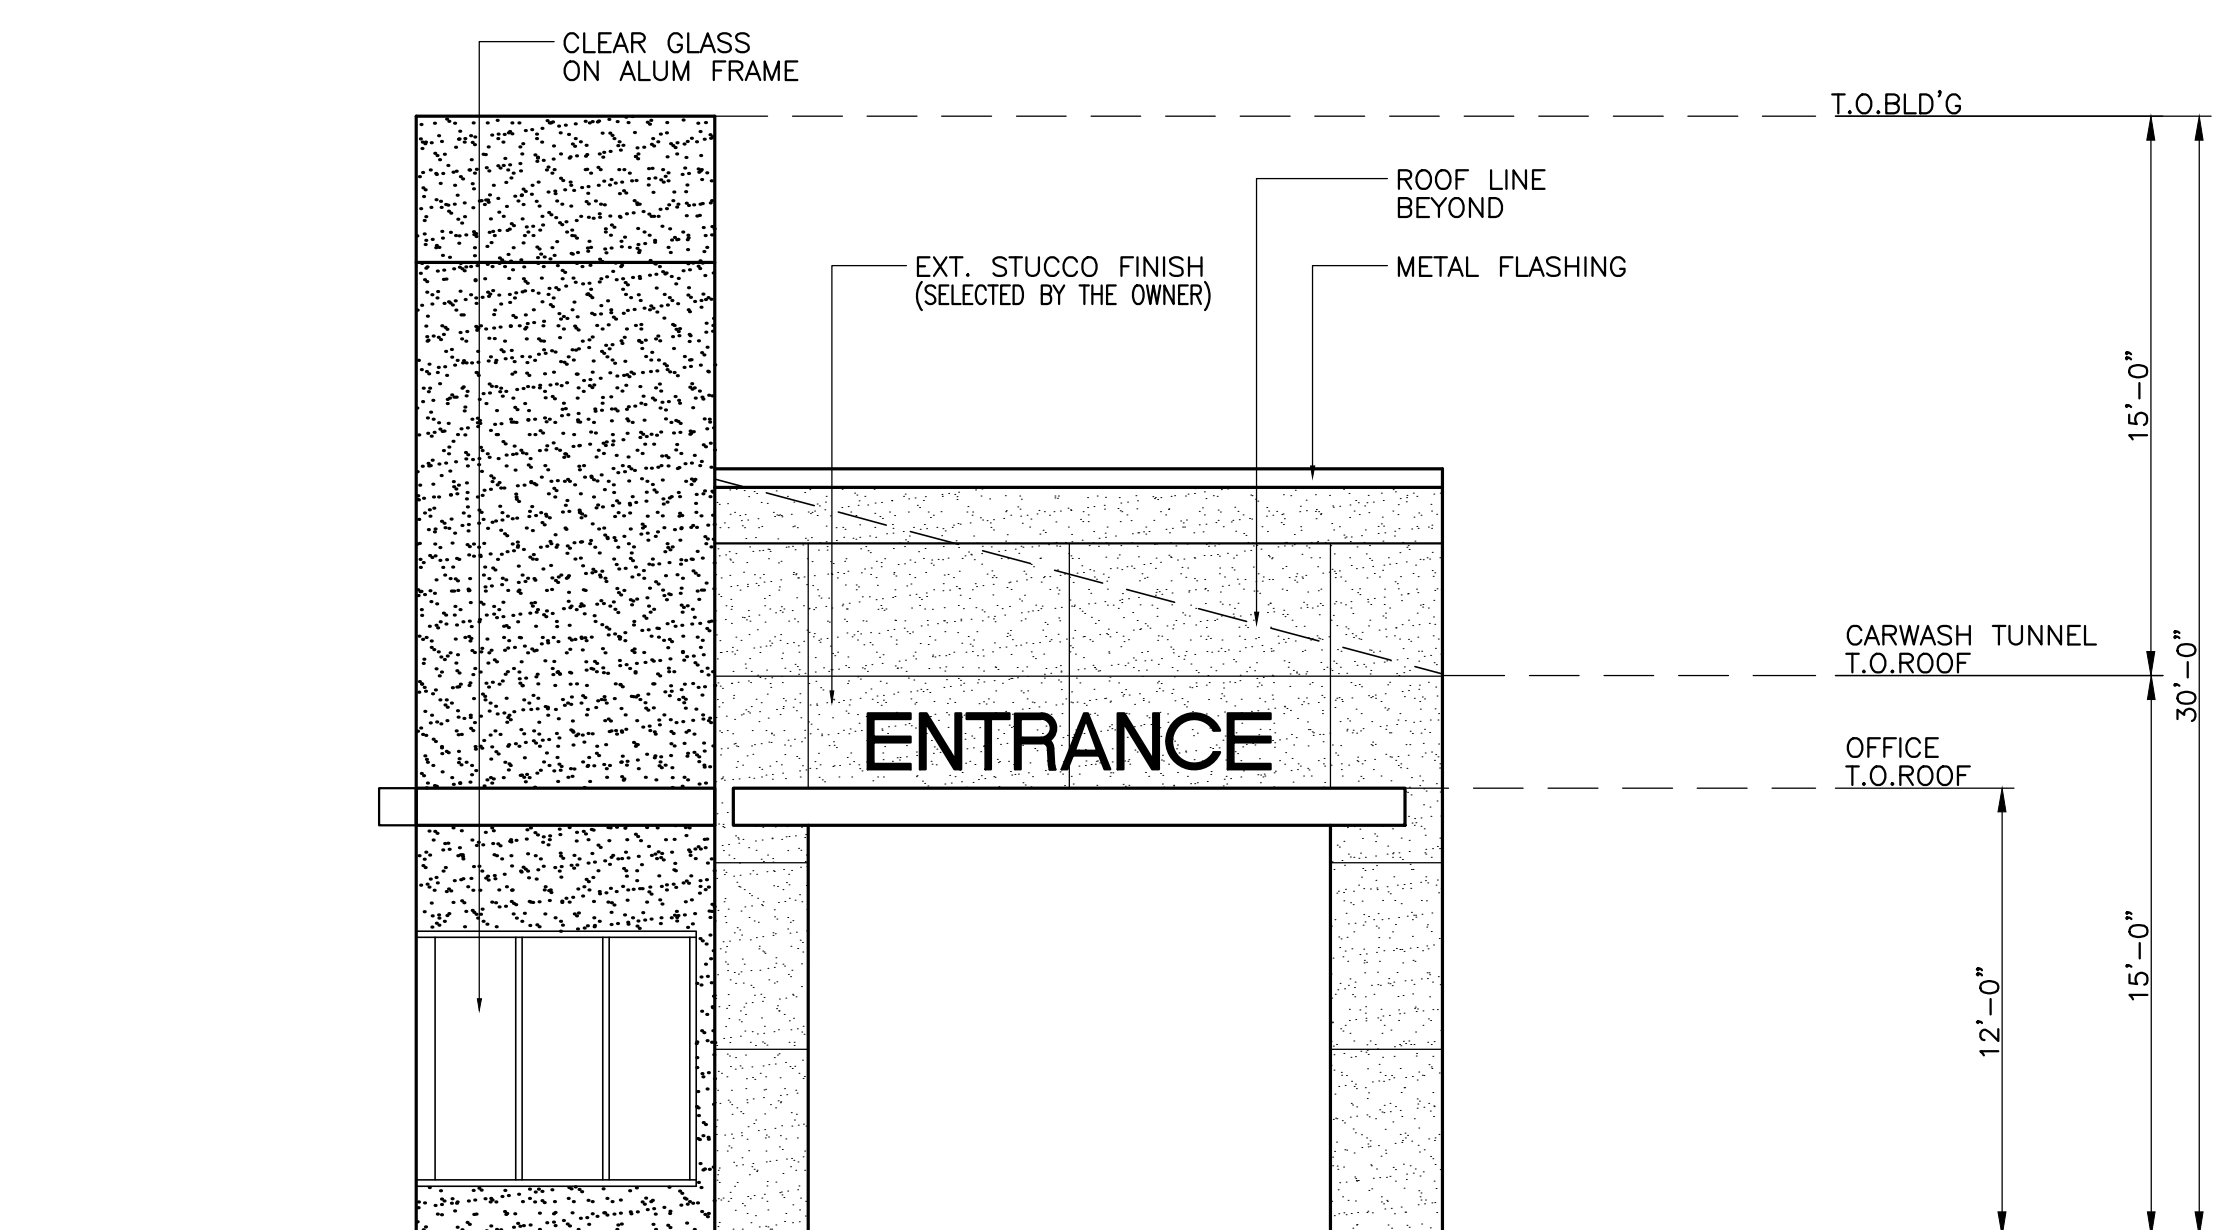 CLEAR GLASS
ON ALUM FRAME
T.O.BLD'G
ROOF LINE
BEYOND
EXT. STUCCO FINISH
(SELECTED BY THE OWNER)
METAL FLASHING
15'-0"
CARWASH TUNNEL
T.O.ROOF
30'-0"
ENTRANCE
OFFICE
T.O.ROOF
12'-0"
15'-0"